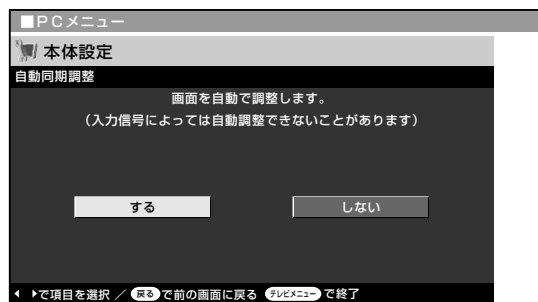 ■PCメニュー
本体設定
自動同期調整
画面を自動で調整します。
（入力信号によっては自動調整できないことがあります）
する
しない
で項目を選択 ／ 戻る で前の画面に戻る テレビメニュー で終了